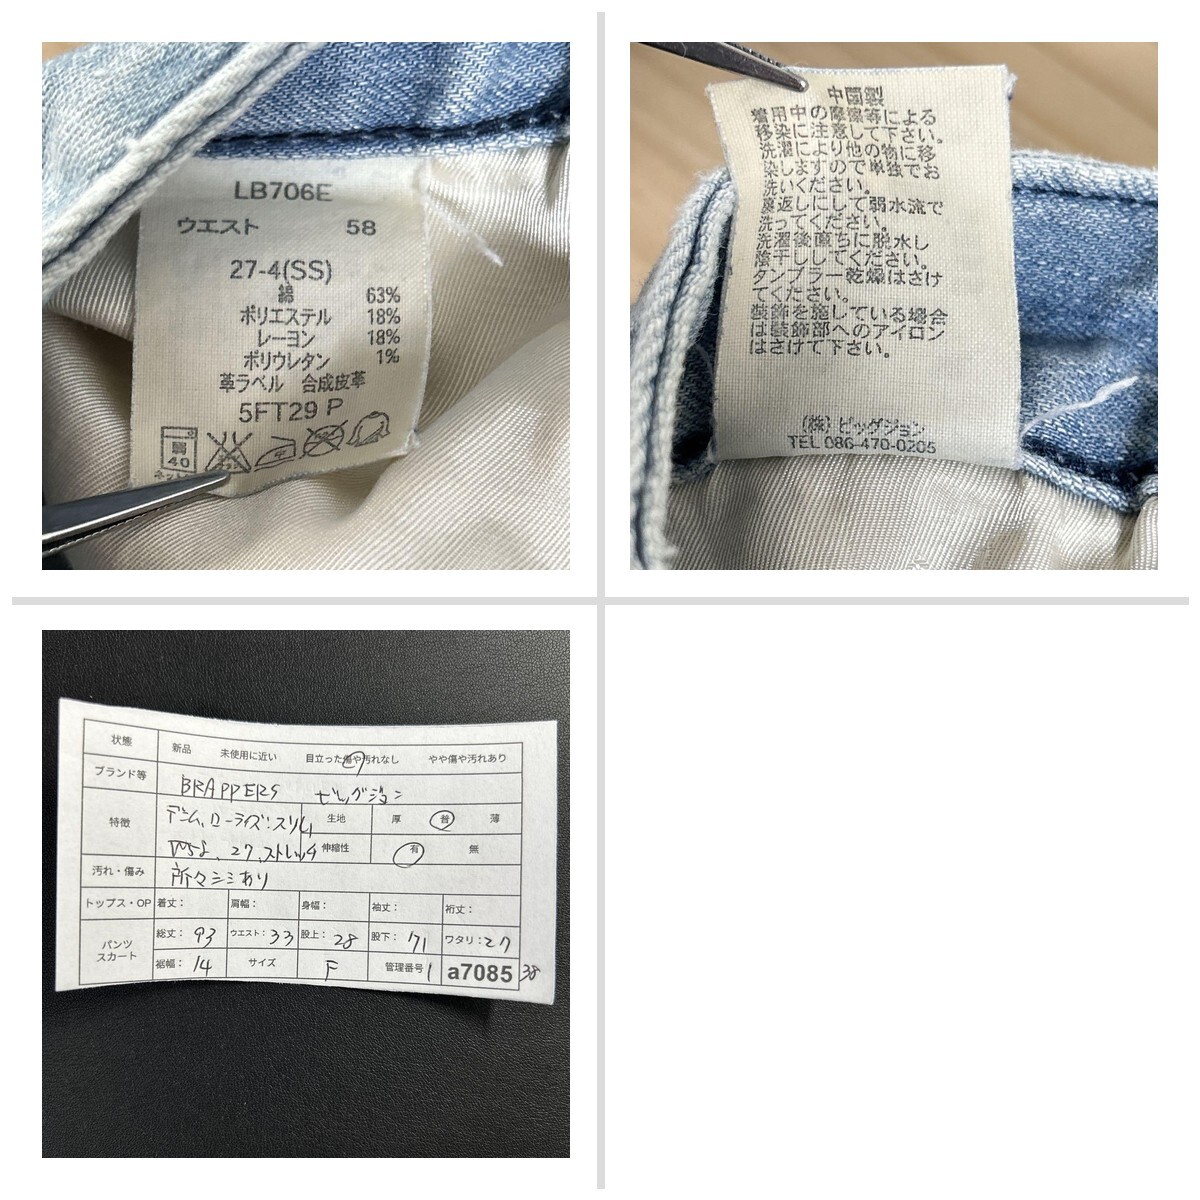 LB706E
ウエスト 58
27-4(SS)
綿 63%
ポリエステル 18%
レーヨン 18%
ポリウレタン 1%
革ラベル 合成皮革
5FT29 P
40
中
中国製
着用中の摩擦等による
移染に注意して下さい。
洗濯により他の物に移
染しますので単独でお
洗いください。
裏返しにして弱水流で
洗ってください。
洗濯後直ちに脱水し
陰干ししてください。
タンブラー乾燥はさけ
てください。
装飾を施している場合
は装飾部へのアイロン
はさけて下さい。
(株)ビッグジョン
TEL 086-470-0205
状態 新品 未使用に近い 目立った傷や汚れなし やや傷や汚れあり
ブランド等 BRAPPERS ビッグジョン
特徴 デニム、ローライズ:スリム 生地 厚 普 薄
27、ストレッチ 伸縮性 有 無
汚れ・傷み 所々シミあり
トップス・OP 着丈: 肩幅: 身幅: 袖丈: 裄丈:
パンツ スカート 総丈: 93 ウエスト: 33 股上: 28 股下: 71 ワタリ: 27
裾幅: 14 サイズ F 管理番号 1 a7085 38